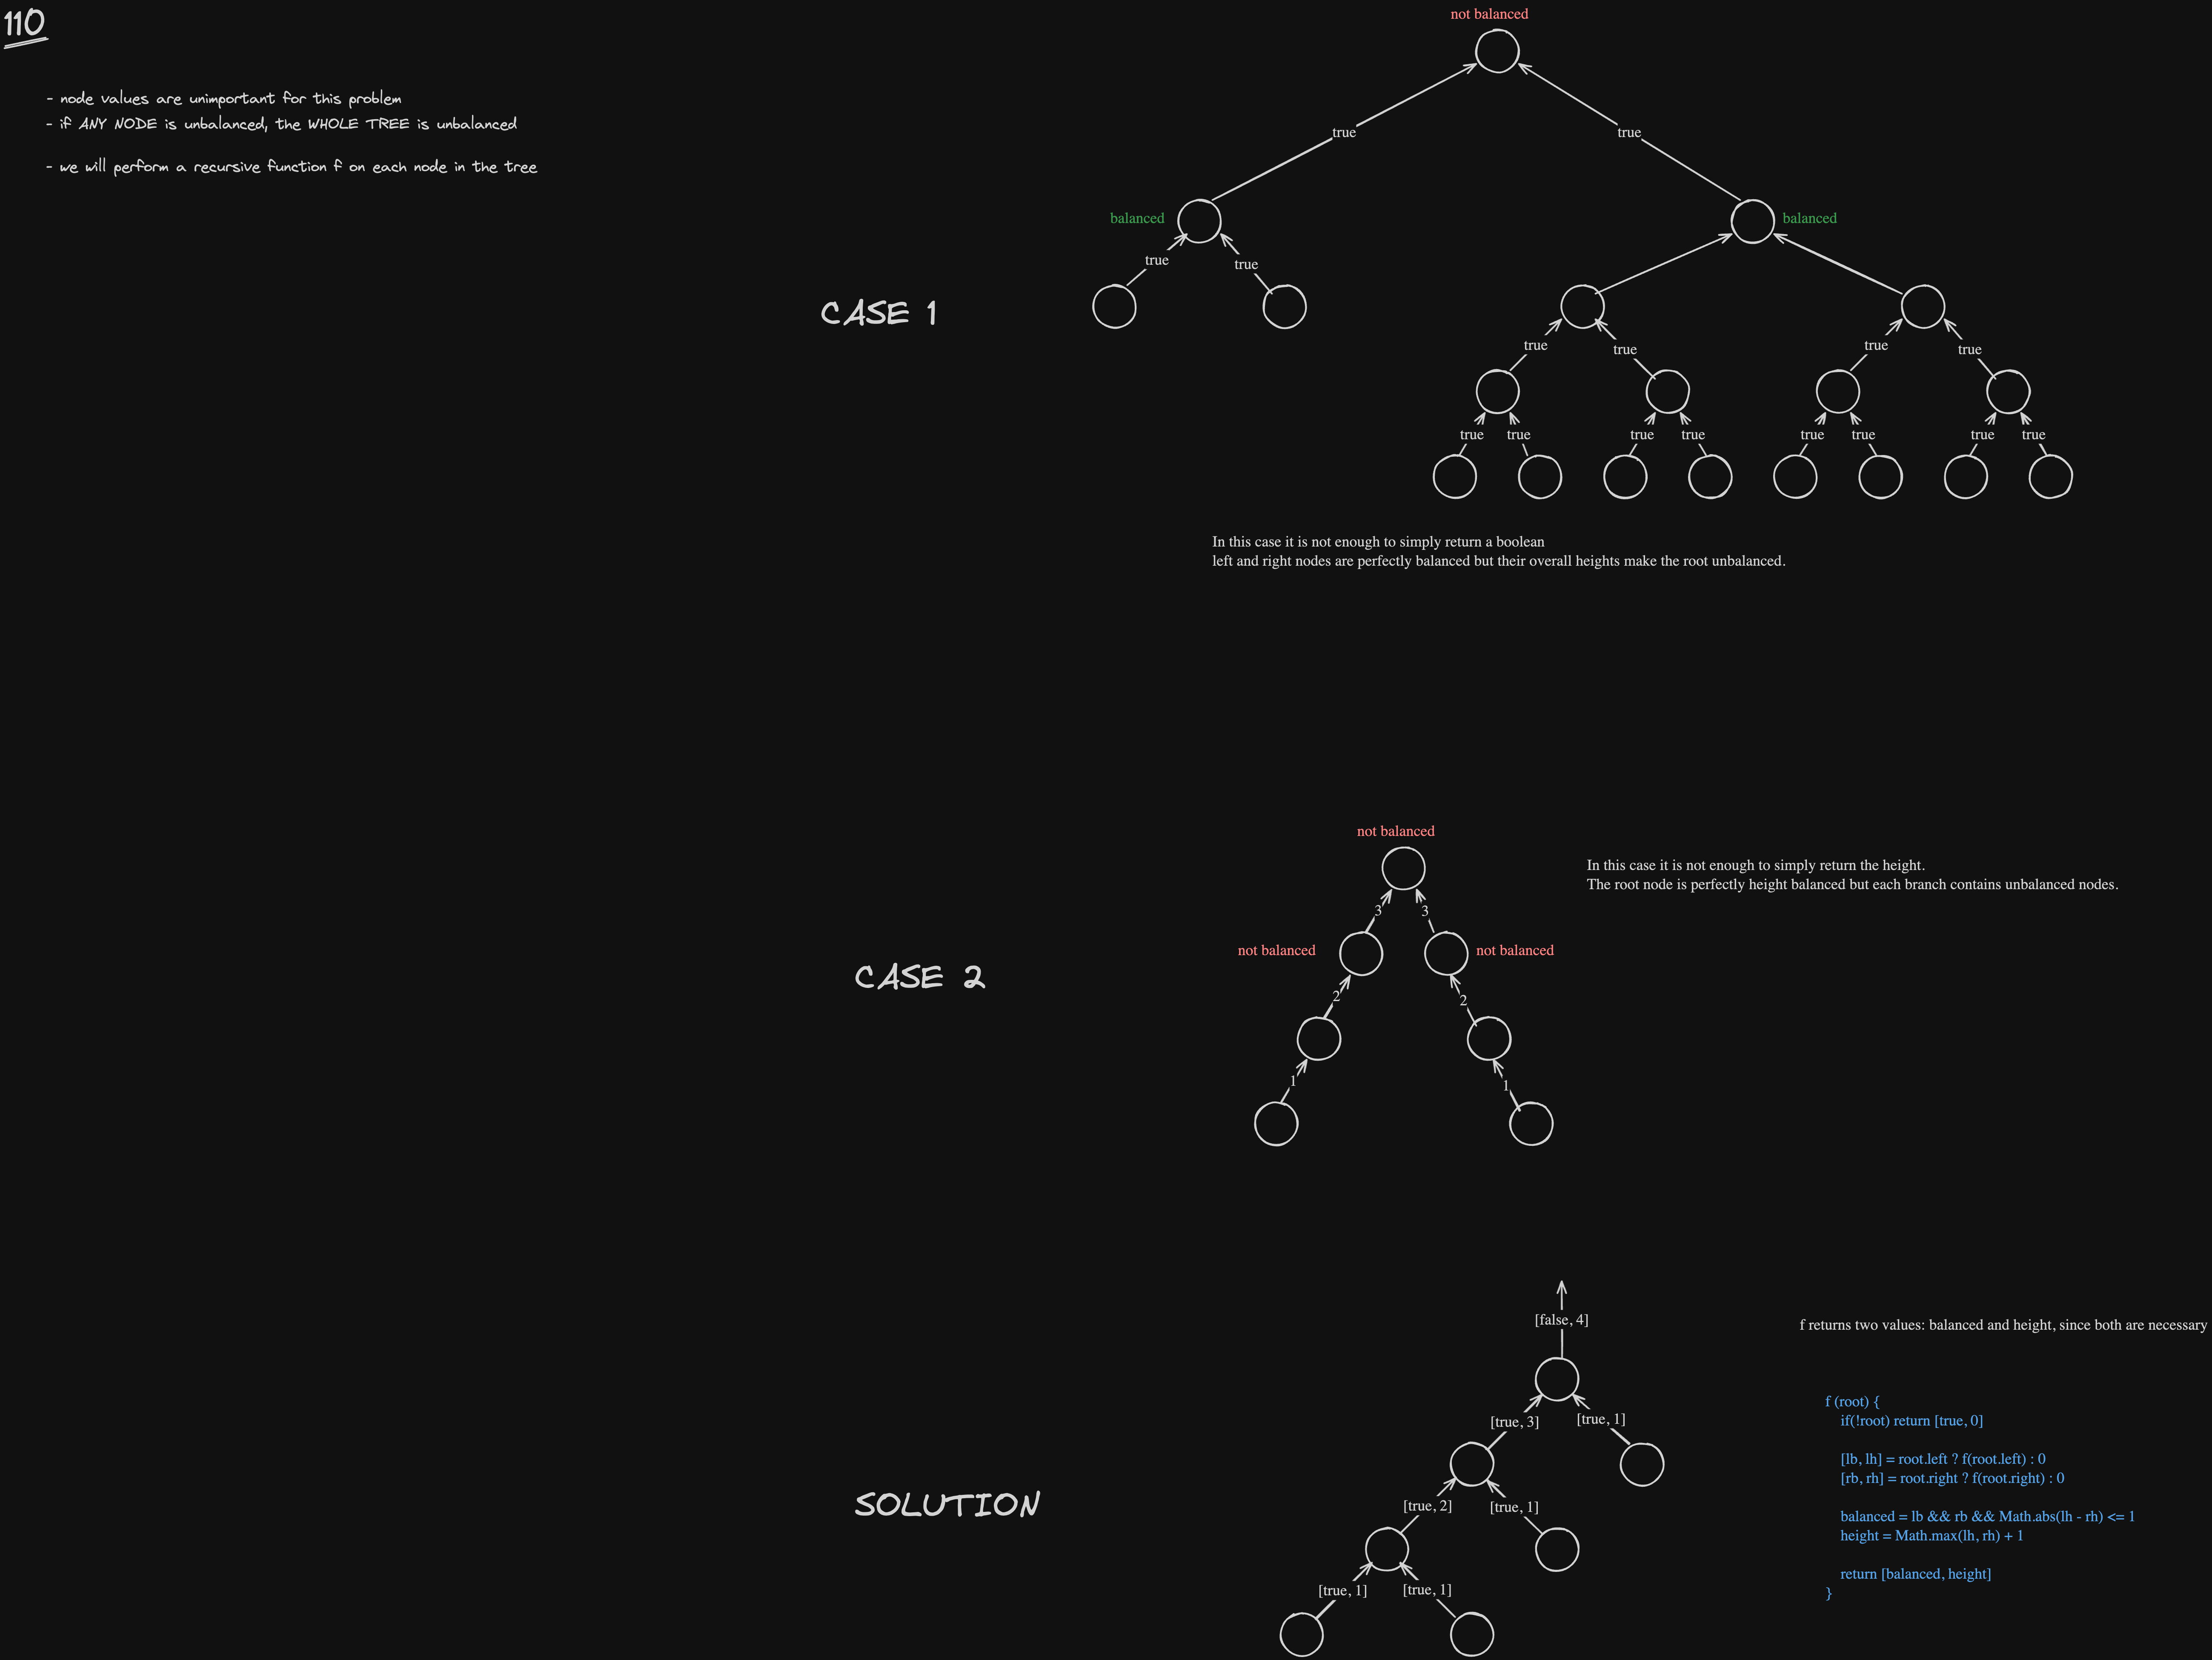 110
- node values are unimportant for this problem
- if ANY NODE is unbalanced, the WHOLE TREE is unbalanced
- we will perform a recursive function f on each node in the tree
CASE 1
not balanced
true true
balanced balanced
true true
true true true true
true true true true true true true true
In this case it is not enough to simply return a boolean
left and right nodes are perfectly balanced but their overall heights make the root unbalanced.
CASE 2
not balanced
In this case it is not enough to simply return the height.
The root node is perfectly height balanced but each branch contains unbalanced nodes.
3 3
not balanced not balanced
2 2
1 1
SOLUTION
[false, 4]
[true, 3] [true, 1]
[true, 2] [true, 1]
[true, 1] [true, 1]
f returns two values: balanced and height, since both are necessary
f (root) {
if(!root) return [true, 0]
[lb, lh] = root.left ? f(root.left) : 0
[rb, rh] = root.right ? f(root.right) : 0
balanced = lb && rb && Math.abs(lh - rh) <= 1
height = Math.max(lh, rh) + 1
return [balanced, height]
}